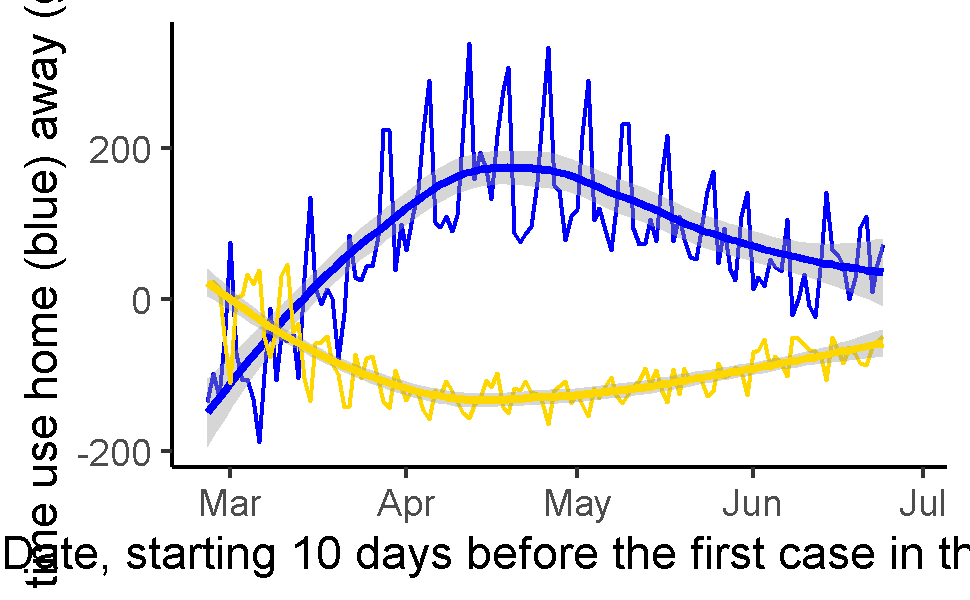 time use home (blue) away (
200
0
-200
Mar Apr May Jun Jul
Date, starting 10 days before the first case in th